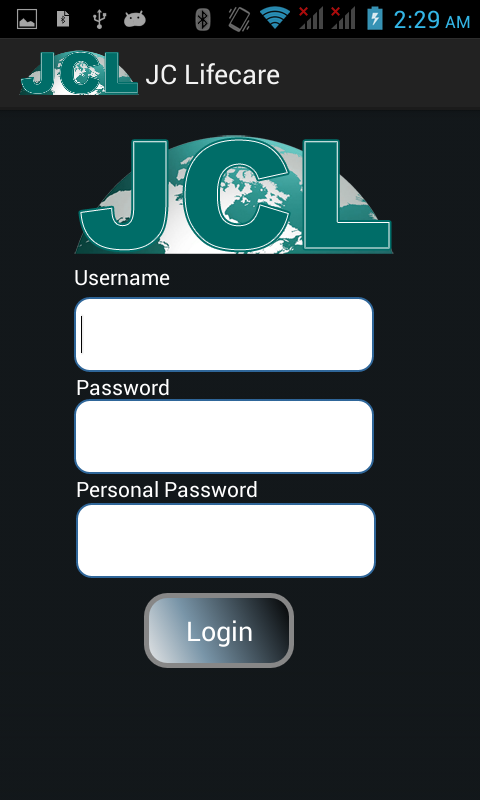 2:29 AM
JCL JC Lifecare
JCL
Username
Password
Personal Password
Login